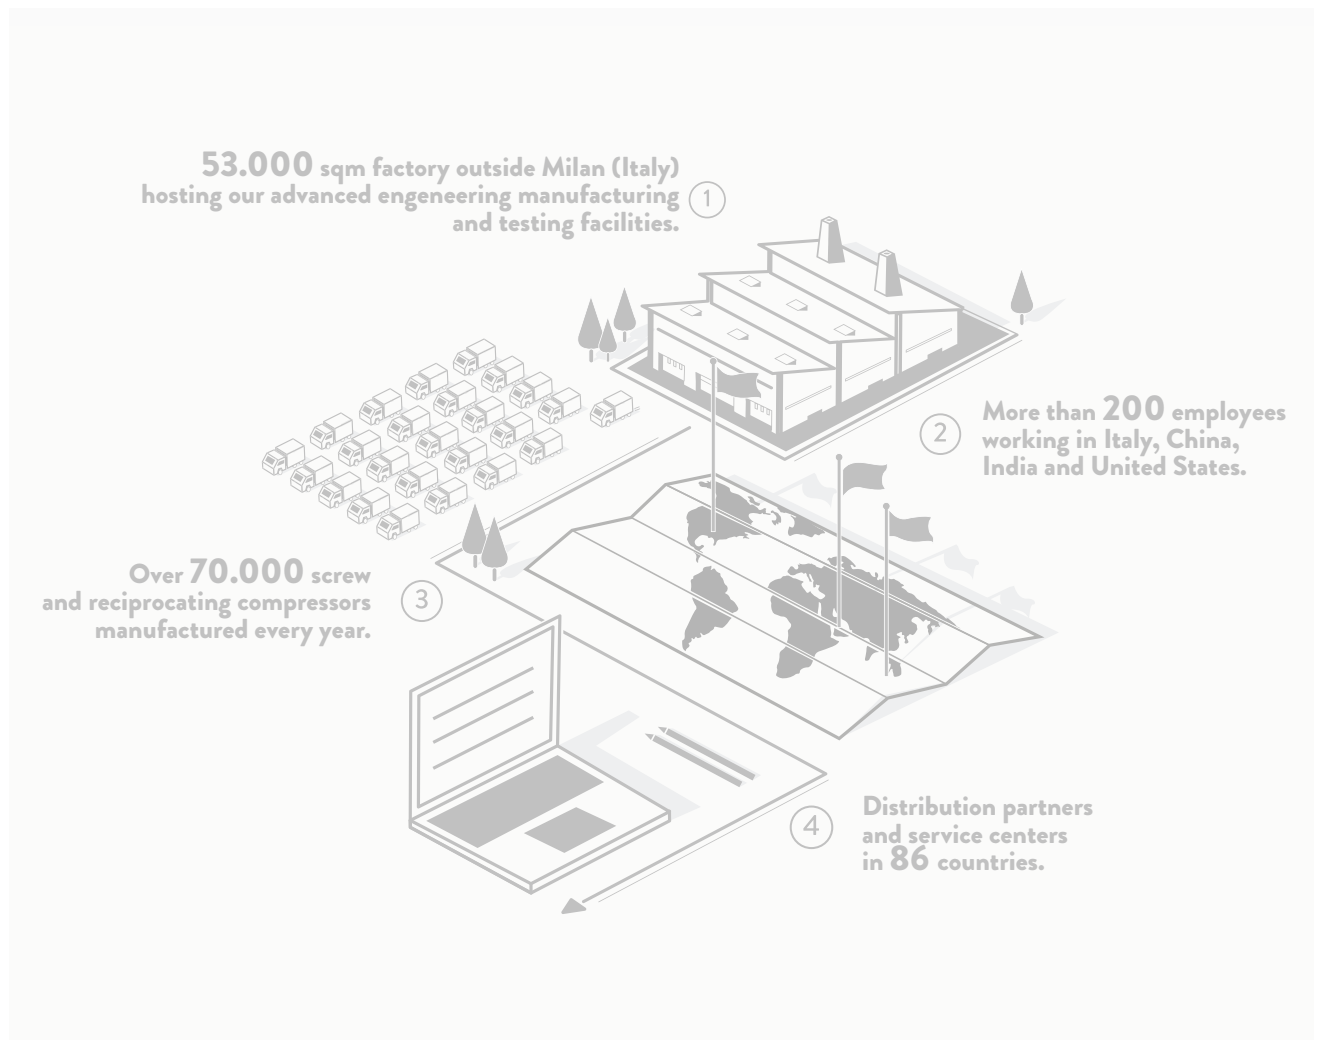 53.000 sqm factory outside Milan (Italy)
hosting our advanced engeneering manufacturing
and testing facilities.
1
2
More than 200 employees
working in Italy, China,
India and United States.
Over 70.000 screw
and reciprocating compressors
manufactured every year.
3
4
Distribution partners
and service centers
in 86 countries.